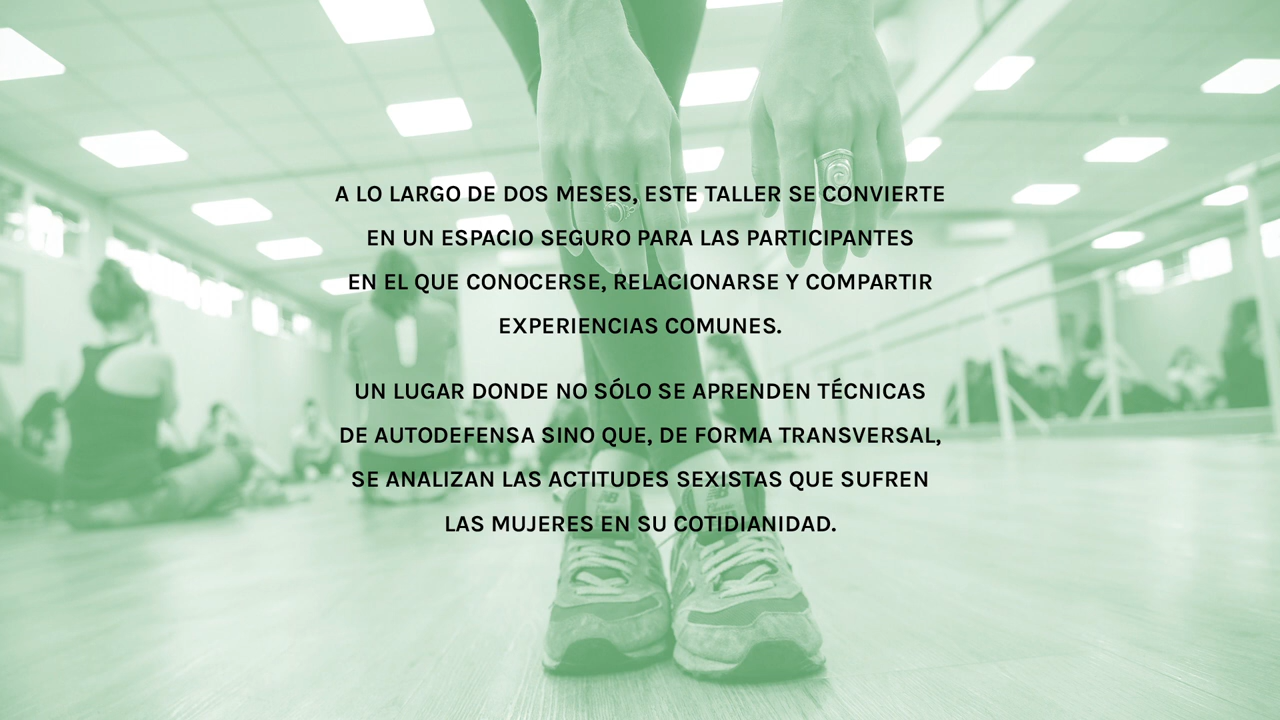 A LO LARGO DE DOS MESES, ESTE TALLER SE CONVIERTE
EN UN ESPACIO SEGURO PARA LAS PARTICIPANTES
EN EL QUE CONOCERSE, RELACIONARSE Y COMPARTIR
EXPERIENCIAS COMUNES.
UN LUGAR DONDE NO SÓLO SE APRENDEN TÉCNICAS
DE AUTODEFENSA SINO QUE, DE FORMA TRANSVERSAL,
SE ANALIZAN LAS ACTITUDES SEXISTAS QUE SUFREN
LAS MUJERES EN SU COTIDIANIDAD.